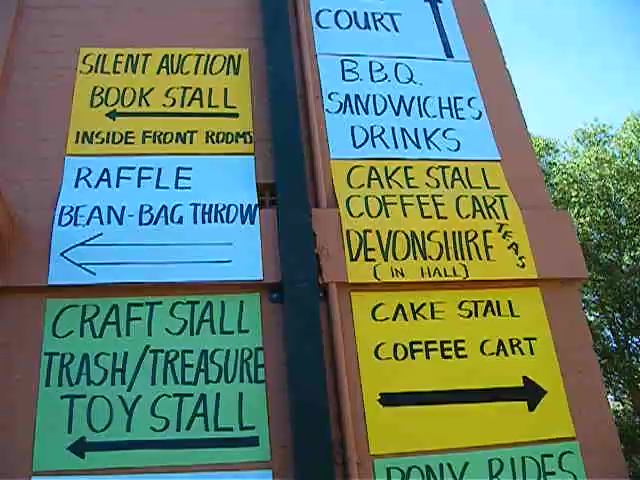 SILENT AUCTION
BOOK STALL
INSIDE FRONT ROOMS
RAFFLE
BEAN-BAG THROW
CRAFT STALL
TRASH/TREASURE
TOY STALL
COURT
B.B.Q.
SANDWICHES
DRINKS
CAKE STALL
COFFEE CART
DEVONSHIRE TEAS
(IN HALL)
CAKE STALL
COFFEE CART
PONY RIDES